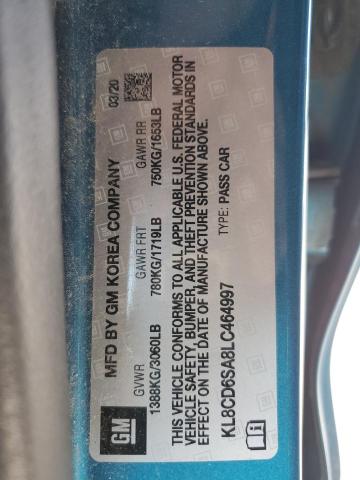 GM
MFD BY GM KOREA COMPANY
03/20
GVWR GAWR FRT GAWR RR
1388KG/3060LB 780KG/1719LB 750KG/1653LB
THIS VEHICLE CONFORMS TO ALL APPLICABLE U.S. FEDERAL MOTOR
VEHICLE SAFETY, BUMPER, AND THEFT PREVENTION STANDARDS IN
EFFECT ON THE DATE OF MANUFACTURE SHOWN ABOVE.
KL8CD6SA8LC464997 TYPE: PASS CAR